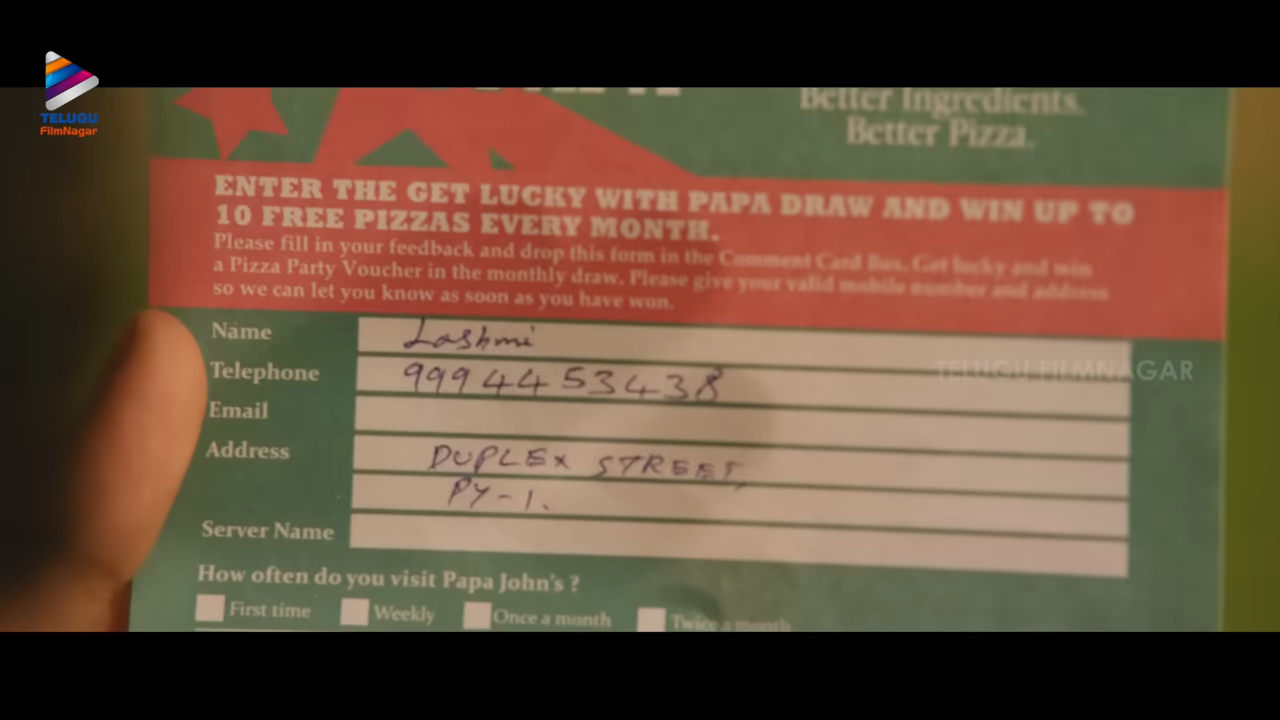 TELUGU
FilmNagar
Better Ingredients.
Better Pizza.
ENTER THE GET LUCKY WITH PAPA DRAW AND WIN UP TO
10 FREE PIZZAS EVERY MONTH.
Please fill in your feedback and drop this form in the Comment Card Box. Get lucky and win
a Pizza Party Voucher in the monthly draw. Please give your valid mobile number and address
so we can let you know as soon as you have won.
Name Lashmi
Telephone 9994453438
TELUGU FILMNAGAR
Email
Address DUPLEX STREET,
PY-1.
Server Name
How often do you visit Papa John's ?
First time Weekly Once a month Twice a month